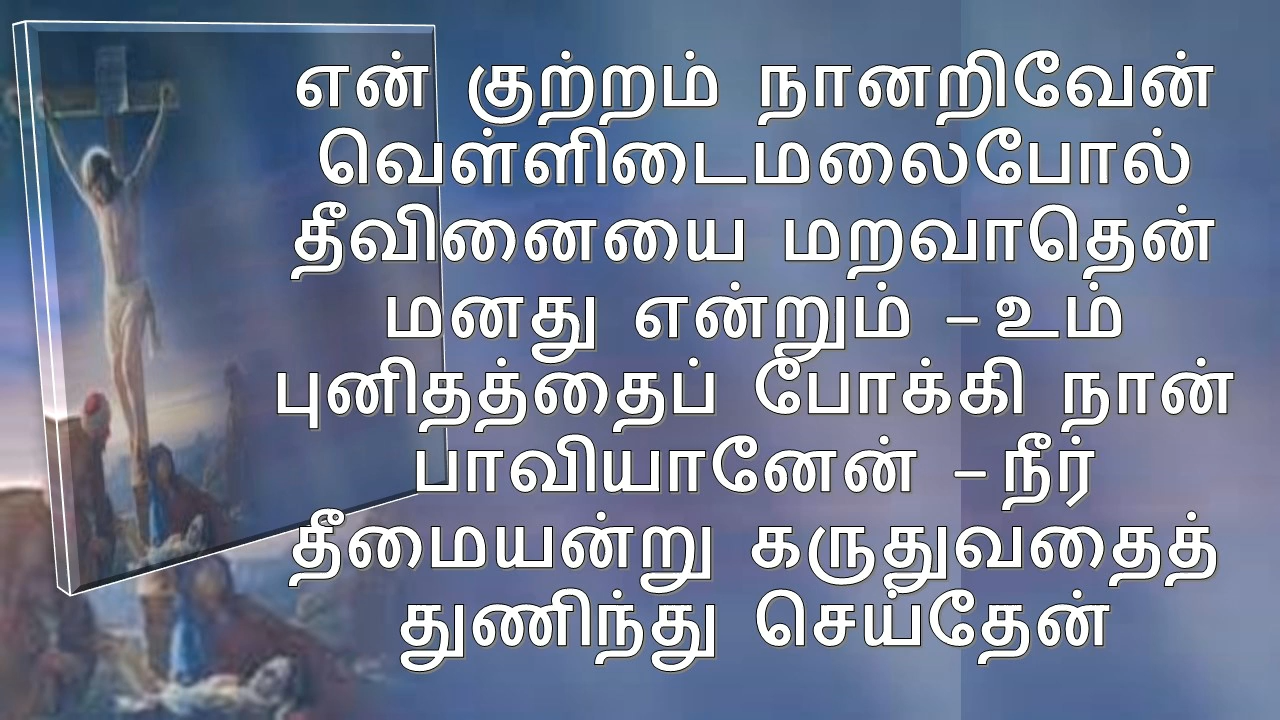 என் குற்றம் நானறிவேன்
வெள்ளிடைமலைபோல்
தீவினையை மறவாதென்
மனது என்றும் – உம்
புனிதத்தைப் போக்கி நான்
பாவியானேன் – நீர்
தீமையன்று கருதுவதைத்
துணிந்து செய்தேன்